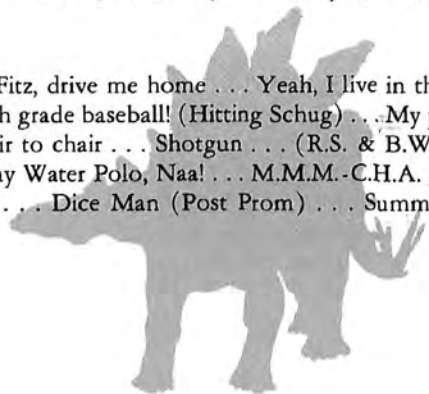 Fitz, drive me home . . . Yeah, I live in th
h grade baseball! (Hitting Schug) . . . My
ir to chair . . . Shotgun . . . (R.S. & B.W
ay Water Polo, Naa! . . . M.M.M.-C.H.A.
. . . Dice Man (Post Prom) . . . Summ